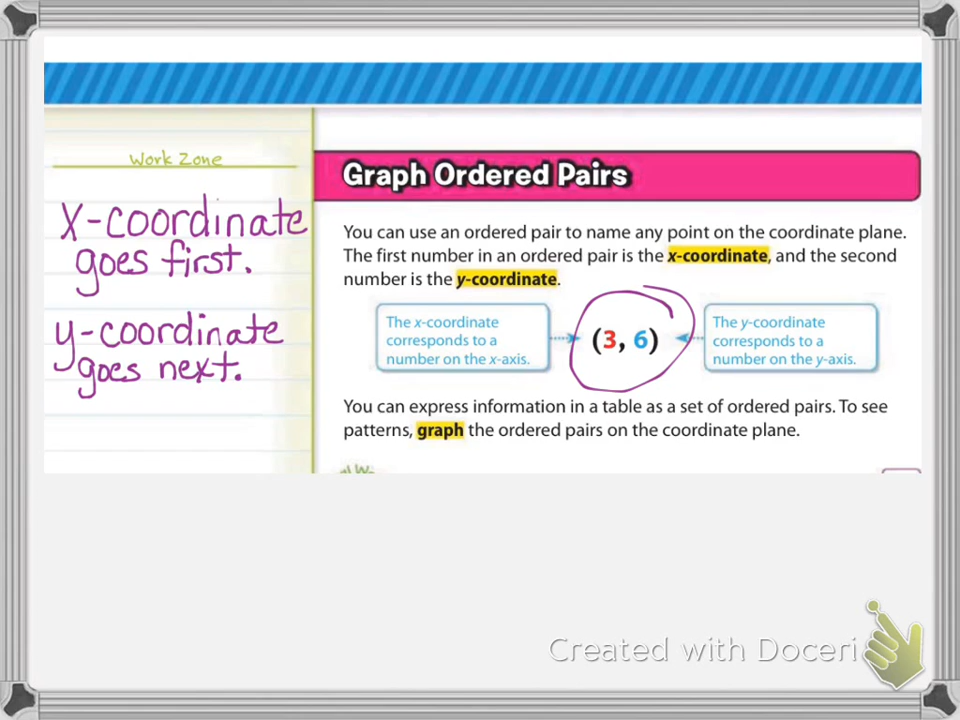 Work Zone
x-coordinate
goes first.
y-coordinate
goes next.
Graph Ordered Pairs
You can use an ordered pair to name any point on the coordinate plane.
The first number in an ordered pair is the x-coordinate, and the second
number is the y-coordinate.
The x-coordinate
corresponds to a
number on the x-axis.
(3, 6)
The y-coordinate
corresponds to a
number on the y-axis.
You can express information in a table as a set of ordered pairs. To see
patterns, graph the ordered pairs on the coordinate plane.
Created with Doceri